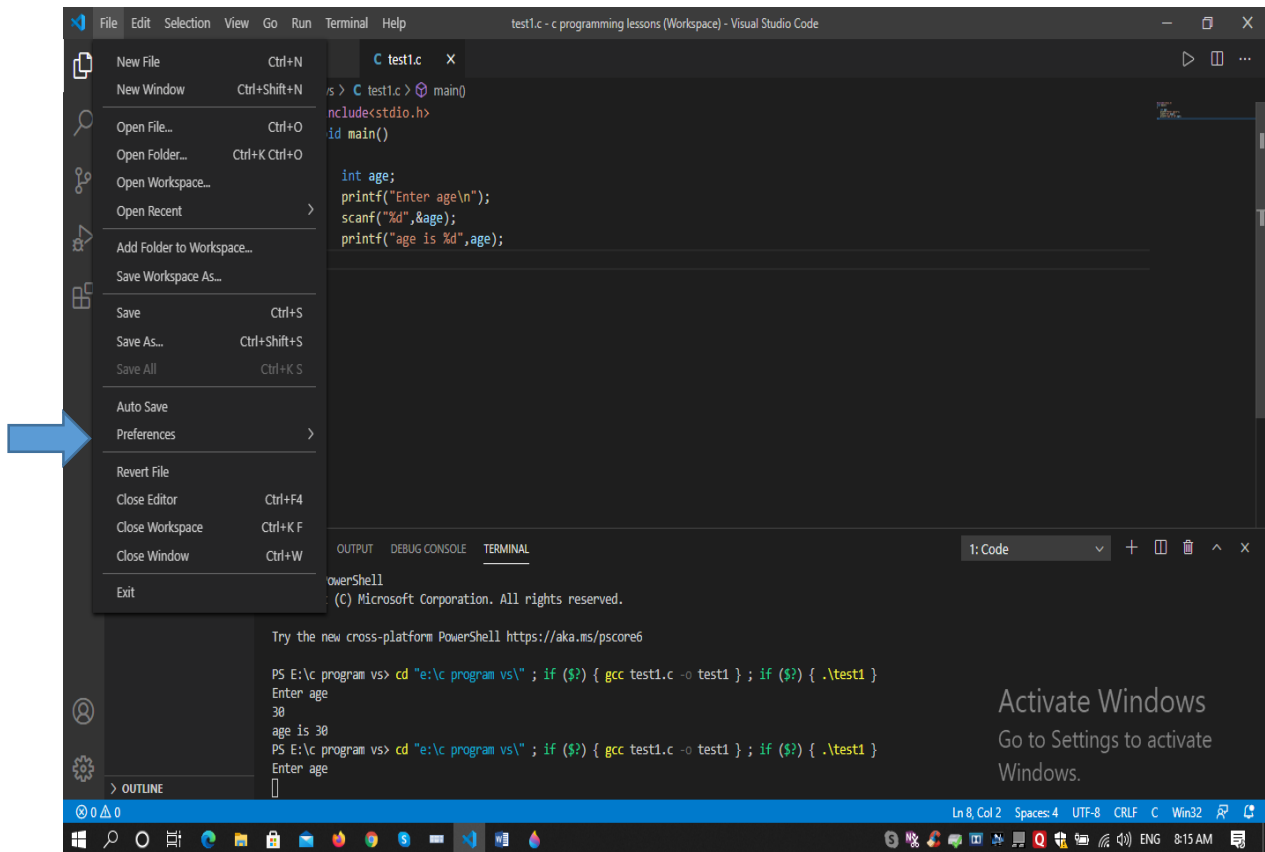 File Edit Selection View Go Run Terminal Help test1.c - c programming lessons (Workspace) - Visual Studio Code
New File Ctrl+N
New Window Ctrl+Shift+N
Open File... Ctrl+O
Open Folder... Ctrl+K Ctrl+O
Open Workspace...
Open Recent
Add Folder to Workspace...
Save Workspace As...
Save Ctrl+S
Save As... Ctrl+Shift+S
Save All Ctrl+K S
Auto Save
Preferences
Revert File
Close Editor Ctrl+F4
Close Workspace Ctrl+K F
Close Window Ctrl+W
Exit
C test1.c X
vs > C test1.c > main()
nclude<stdio.h>
id main()
int age;
printf("Enter age\n");
scanf("%d",&age);
printf("age is %d",age);
OUTPUT DEBUG CONSOLE TERMINAL 1: Code
owerShell
(C) Microsoft Corporation. All rights reserved.
Try the new cross-platform PowerShell https://aka.ms/pscore6
PS E:\c program vs> cd "e:\c program vs\" ; if ($?) { gcc test1.c -o test1 } ; if ($?) { .\test1 }
Enter age
30
age is 30
PS E:\c program vs> cd "e:\c program vs\" ; if ($?) { gcc test1.c -o test1 } ; if ($?) { .\test1 }
Enter age
Activate Windows
Go to Settings to activate
Windows.
> OUTLINE
0 0 Ln 8, Col 2 Spaces: 4 UTF-8 CRLF C Win32
ENG 8:15 AM